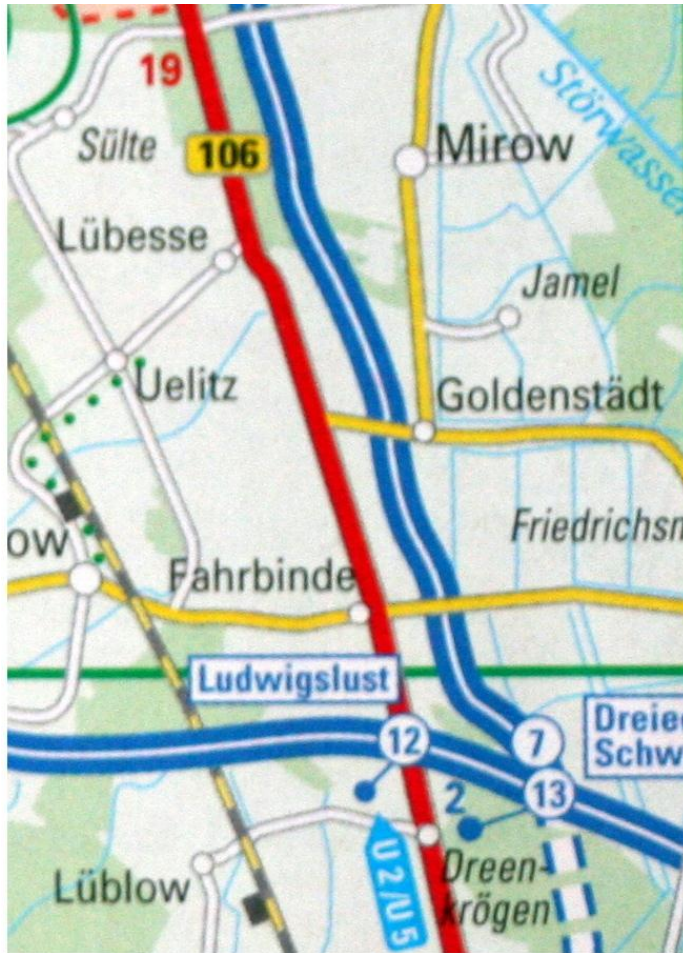 19
Sülte
106
Mirow
Störwasser
Lübesse
Jamel
Uelitz
Goldenstädt
ow
Friedrichsm
Fahrbinde
Ludwigslust
12
7
Dreie
Schw
13
2
U 2/U 5
Lüblow
Dreen-
krögen